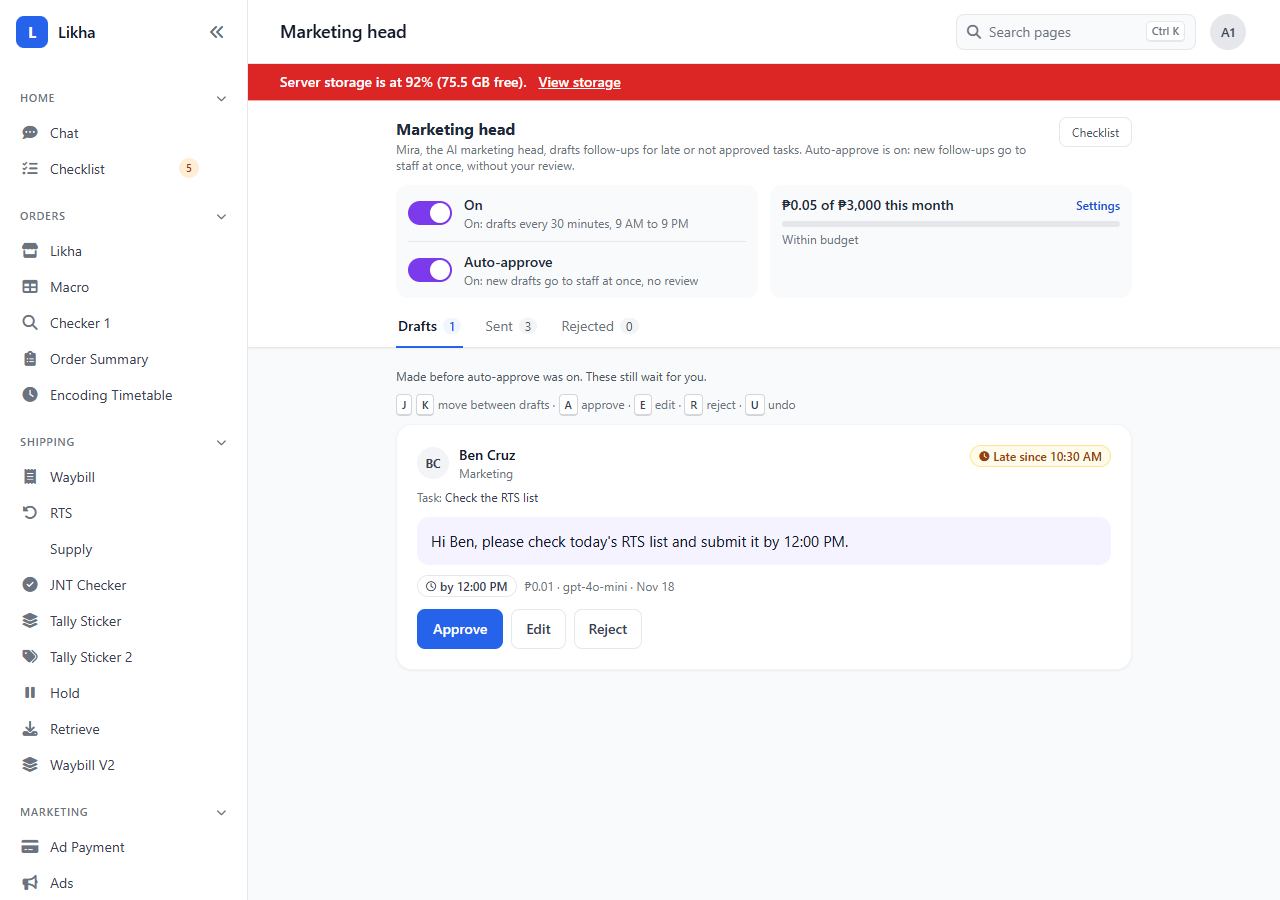 L Likha
Marketing head
Search pages Ctrl K
A1
Server storage is at 92% (75.5 GB free). View storage
HOME
Chat
Checklist 5
ORDERS
Likha
Macro
Checker 1
Order Summary
Encoding Timetable
SHIPPING
Waybill
RTS
Supply
JNT Checker
Tally Sticker
Tally Sticker 2
Hold
Retrieve
Waybill V2
MARKETING
Ad Payment
Ads
Marketing head
Checklist
Mira, the AI marketing head, drafts follow-ups for late or not approved tasks. Auto-approve is on: new follow-ups go to
staff at once, without your review.
On
On: drafts every 30 minutes, 9 AM to 9 PM
Auto-approve
On: new drafts go to staff at once, no review
₱0.05 of ₱3,000 this month Settings
Within budget
Drafts 1 Sent 3 Rejected 0
Made before auto-approve was on. These still wait for you.
J K move between drafts · A approve · E edit · R reject · U undo
BC Ben Cruz
Marketing
Late since 10:30 AM
Task: Check the RTS list
Hi Ben, please check today's RTS list and submit it by 12:00 PM.
by 12:00 PM ₱0.01 · gpt-4o-mini · Nov 18
Approve Edit Reject